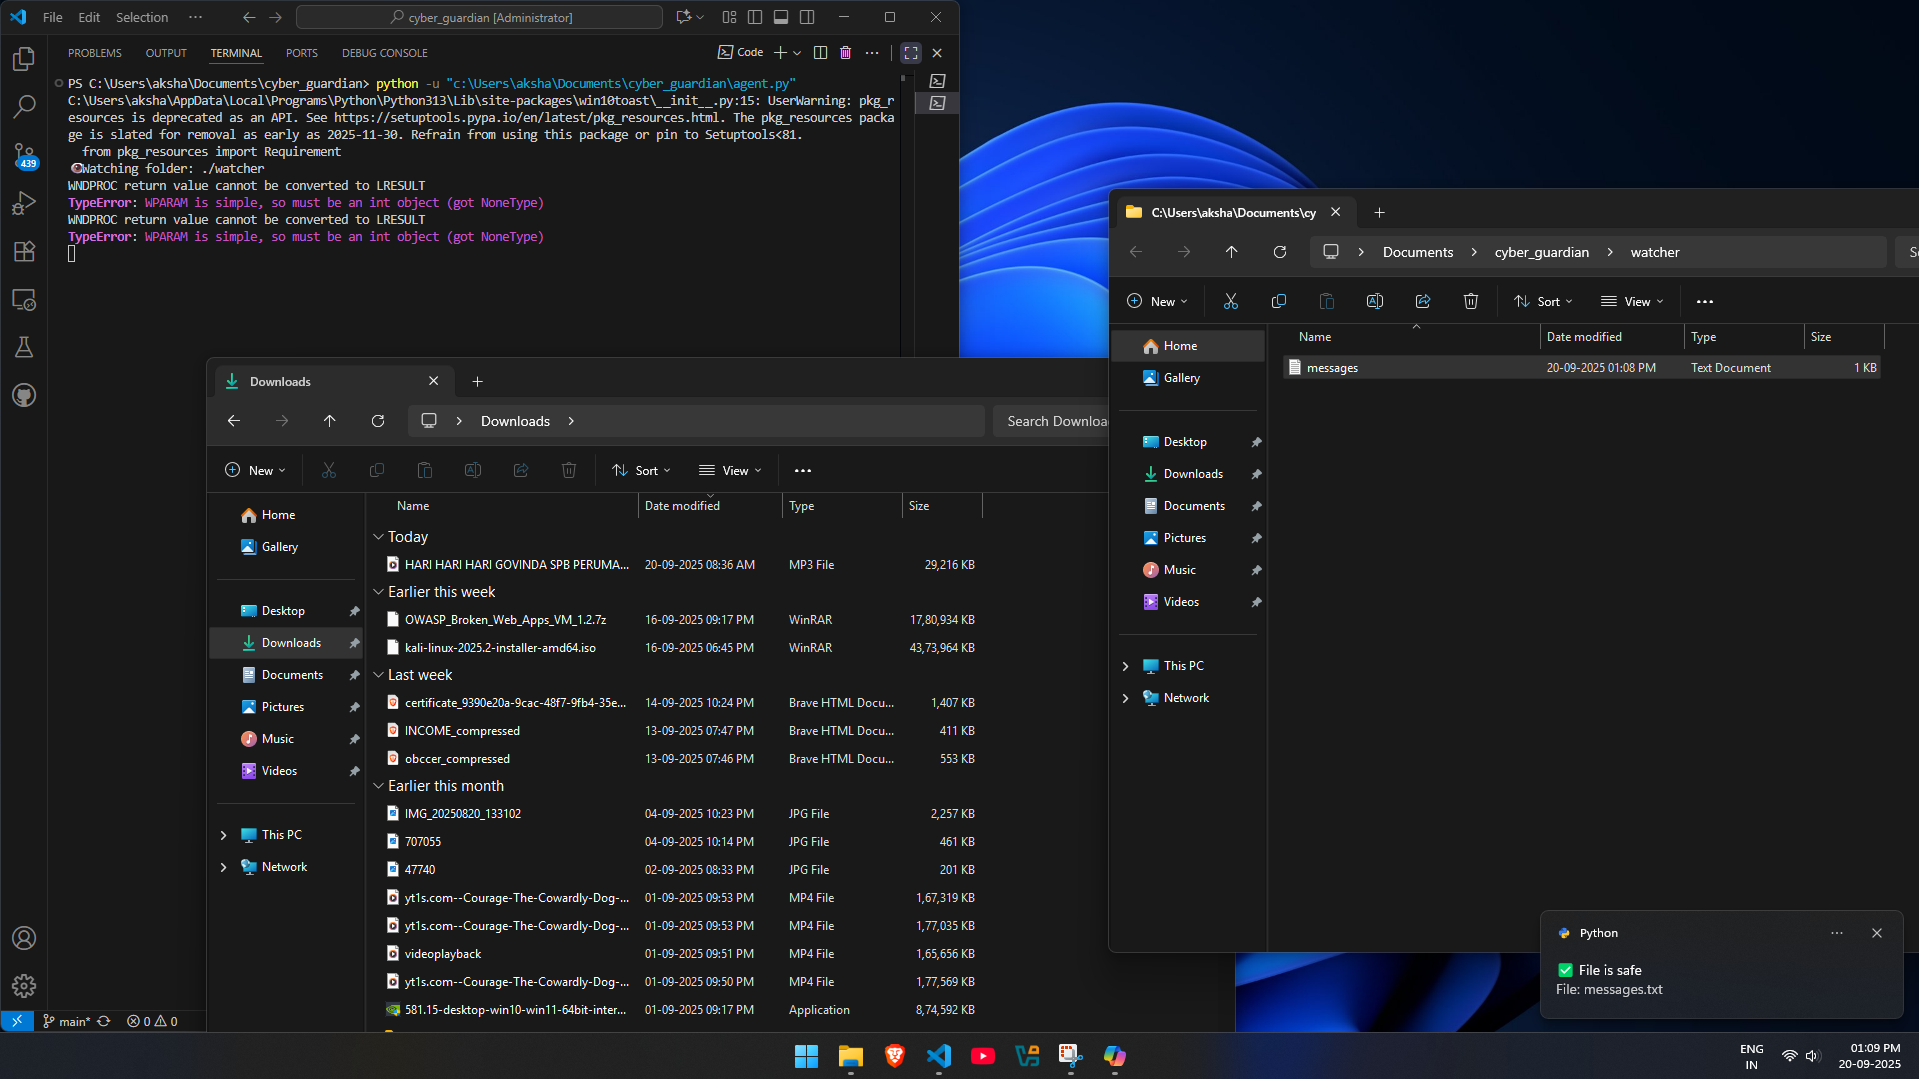 File Edit Selection ···
cyber_guardian [Administrator]
PROBLEMS OUTPUT TERMINAL PORTS DEBUG CONSOLE
Code
PS C:\Users\aksha\Documents\cyber_guardian> python -u "c:\Users\aksha\Documents\cyber_guardian\agent.py"
C:\Users\aksha\AppData\Local\Programs\Python\Python313\Lib\site-packages\win10toast\__init__.py:15: UserWarning: pkg_r
esources is deprecated as an API. See https://setuptools.pypa.io/en/latest/pkg_resources.html. The pkg_resources packa
ge is slated for removal as early as 2025-11-30. Refrain from using this package or pin to Setuptools<81.
from pkg_resources import Requirement
Watching folder: ./watcher
WNDPROC return value cannot be converted to LRESULT
TypeError: WPARAM is simple, so must be an int object (got NoneType)
WNDPROC return value cannot be converted to LRESULT
TypeError: WPARAM is simple, so must be an int object (got NoneType)
439
main* 0 0
Downloads
Downloads
Search Downloa
New Sort View
Name Date modified Type Size
Home
Gallery
Desktop
Downloads
Documents
Pictures
Music
Videos
This PC
Network
Today
HARI HARI HARI GOVINDA SPB PERUMA... 20-09-2025 08:36 AM MP3 File 29,216 KB
Earlier this week
OWASP_Broken_Web_Apps_VM_1.2.7z 16-09-2025 09:17 PM WinRAR 17,80,934 KB
kali-linux-2025.2-installer-amd64.iso 16-09-2025 06:45 PM WinRAR 43,73,964 KB
Last week
certificate_9390e20a-9cac-48f7-9fb4-35e... 14-09-2025 10:24 PM Brave HTML Docu... 1,407 KB
INCOME_compressed 13-09-2025 07:47 PM Brave HTML Docu... 411 KB
obccer_compressed 13-09-2025 07:46 PM Brave HTML Docu... 553 KB
Earlier this month
IMG_20250820_133102 04-09-2025 10:23 PM JPG File 2,257 KB
707055 04-09-2025 10:14 PM JPG File 461 KB
47740 02-09-2025 08:33 PM JPG File 201 KB
yt1s.com--Courage-The-Cowardly-Dog-... 01-09-2025 09:53 PM MP4 File 1,67,319 KB
yt1s.com--Courage-The-Cowardly-Dog-... 01-09-2025 09:53 PM MP4 File 1,77,035 KB
videoplayback 01-09-2025 09:51 PM MP4 File 1,65,656 KB
yt1s.com--Courage-The-Cowardly-Dog-... 01-09-2025 09:50 PM MP4 File 1,77,569 KB
581.15-desktop-win10-win11-64bit-inter... 01-09-2025 09:17 PM Application 8,74,592 KB
C:\Users\aksha\Documents\cy
Documents cyber_guardian watcher
Se
New Sort View
Name Date modified Type Size
messages 20-09-2025 01:08 PM Text Document 1 KB
Home
Gallery
Desktop
Downloads
Documents
Pictures
Music
Videos
This PC
Network
Python
File is safe
File: messages.txt
ENG
IN
01:09 PM
20-09-2025